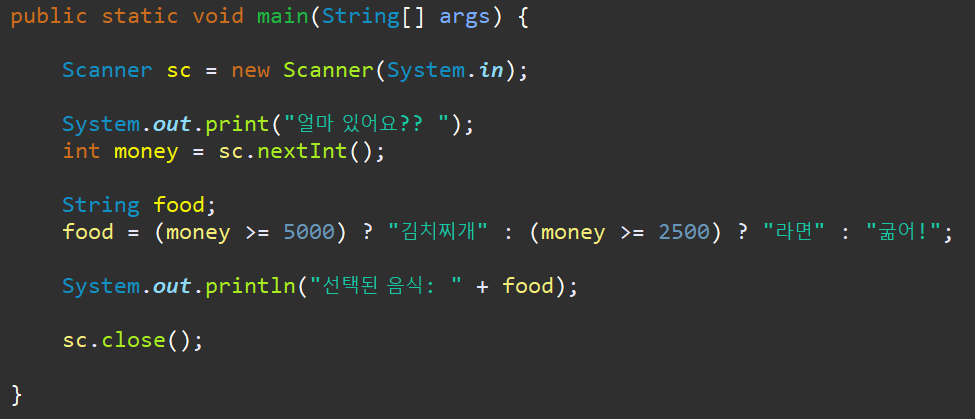 public static void main(String[] args) {
Scanner sc = new Scanner(System.in);
System.out.print("얼마 있어요?? ");
int money = sc.nextInt();
String food;
food = (money >= 5000) ? "김치찌개" : (money >= 2500) ? "라면" : "굶어!";
System.out.println("선택된 음식: " + food);
sc.close();
}